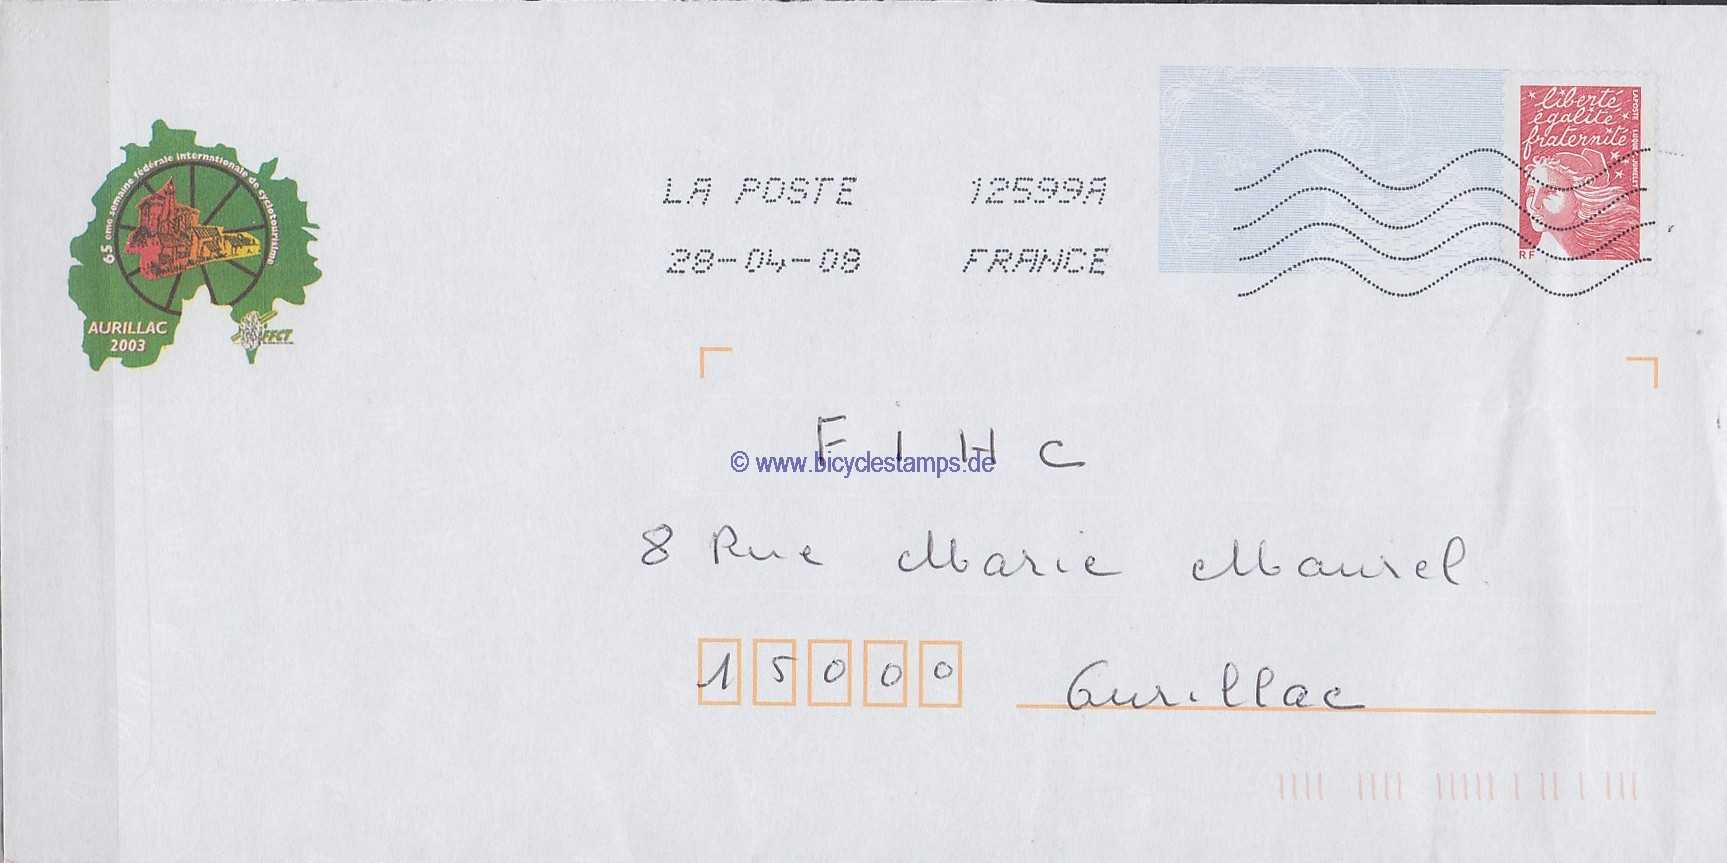 65 ème semaine fédérale internationale de cyclotourisme
AURILLAC
2003
FFCT
LA POSTE 12599A
28-04-08 FRANCE
liberté
égalité
fraternité
RF
F I H C
© www.bicyclestamps.de
8 Rue Marie Maurel
15000 Aurillac